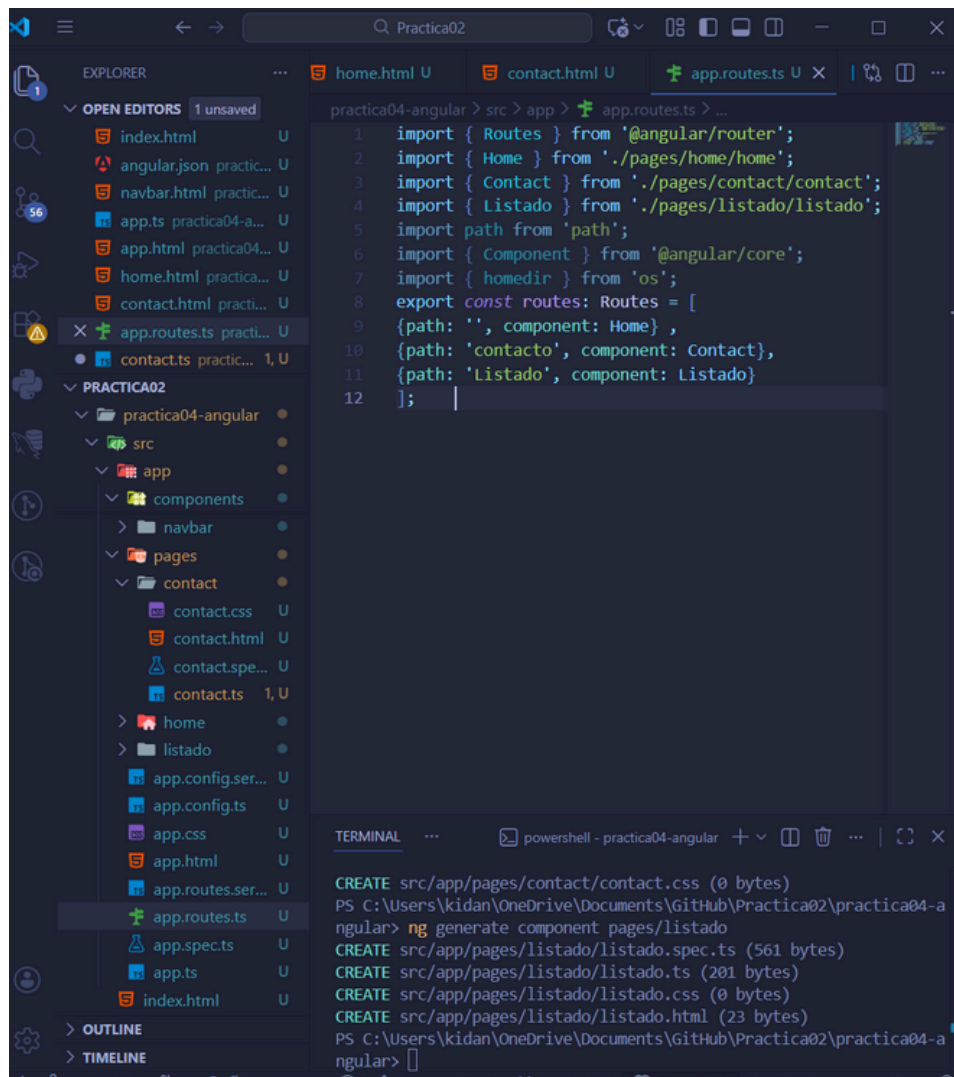 Practica02
EXPLORER
OPEN EDITORS 1 unsaved
index.html U
angular.json practic... U
navbar.html practic... U
app.ts practica04-a... U
app.html practica04... U
home.html practica... U
contact.html practi... U
app.routes.ts practi... U
contact.ts practic... 1, U
PRACTICA02
practica04-angular
src
app
components
navbar
pages
contact
contact.css U
contact.html U
contact.spe... U
contact.ts 1, U
home
listado
app.config.ser... U
app.config.ts U
app.css U
app.html U
app.routes.ser... U
app.routes.ts U
app.spec.ts U
app.ts U
index.html U
OUTLINE
TIMELINE
1
56
home.html U contact.html U app.routes.ts U
practica04-angular > src > app > app.routes.ts > ...
1 import { Routes } from '@angular/router';
2 import { Home } from './pages/home/home';
3 import { Contact } from './pages/contact/contact';
4 import { Listado } from './pages/listado/listado';
5 import path from 'path';
6 import { Component } from '@angular/core';
7 import { homedir } from 'os';
8 export const routes: Routes = [
9 {path: '', component: Home} ,
10 {path: 'contacto', component: Contact},
11 {path: 'Listado', component: Listado}
12 ];
TERMINAL ... powershell - practica04-angular
CREATE src/app/pages/contact/contact.css (0 bytes)
PS C:\Users\kidan\OneDrive\Documents\GitHub\Practica02\practica04-a
ngular> ng generate component pages/listado
CREATE src/app/pages/listado/listado.spec.ts (561 bytes)
CREATE src/app/pages/listado/listado.ts (201 bytes)
CREATE src/app/pages/listado/listado.css (0 bytes)
CREATE src/app/pages/listado/listado.html (23 bytes)
PS C:\Users\kidan\OneDrive\Documents\GitHub\Practica02\practica04-a
ngular>